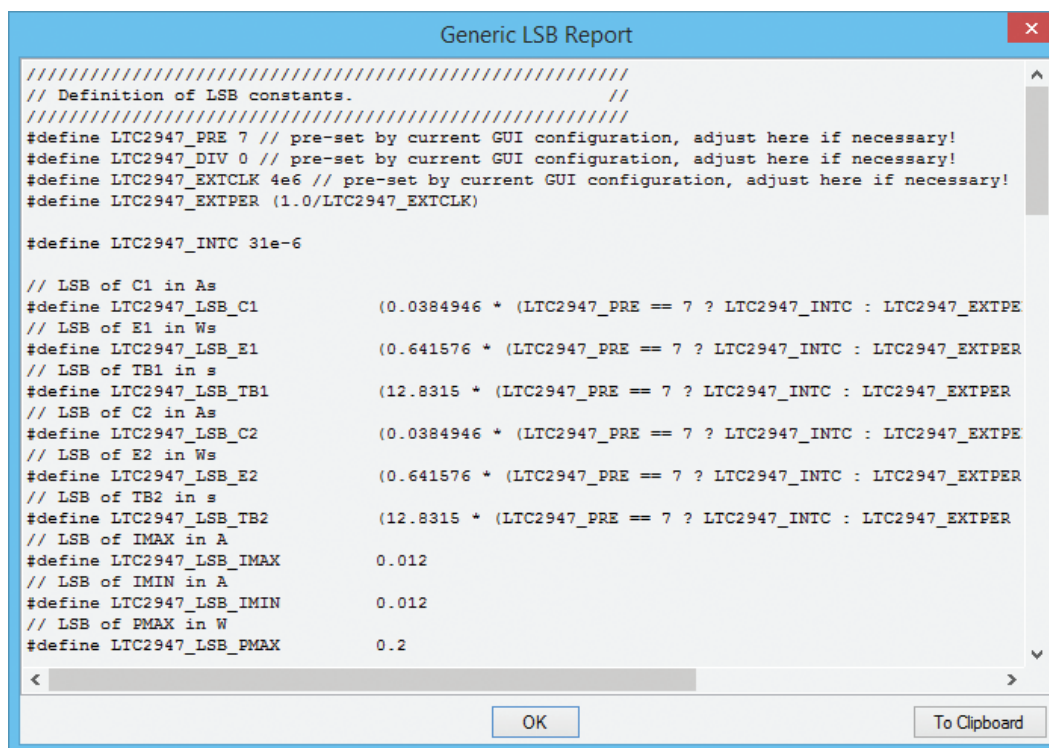 Generic LSB Report
/////////////////////////////////////////////////////////
// Definition of LSB constants. //
/////////////////////////////////////////////////////////
#define LTC2947_PRE 7 // pre-set by current GUI configuration, adjust here if necessary!
#define LTC2947_DIV 0 // pre-set by current GUI configuration, adjust here if necessary!
#define LTC2947_EXTCLK 4e6 // pre-set by current GUI configuration, adjust here if necessary!
#define LTC2947_EXTPER (1.0/LTC2947_EXTCLK)
#define LTC2947_INTC 31e-6
// LSB of C1 in As
#define LTC2947_LSB_C1 (0.0384946 * (LTC2947_PRE == 7 ? LTC2947_INTC : LTC2947_EXTPE
// LSB of E1 in Ws
#define LTC2947_LSB_E1 (0.641576 * (LTC2947_PRE == 7 ? LTC2947_INTC : LTC2947_EXTPER
// LSB of TB1 in s
#define LTC2947_LSB_TB1 (12.8315 * (LTC2947_PRE == 7 ? LTC2947_INTC : LTC2947_EXTPER
// LSB of C2 in As
#define LTC2947_LSB_C2 (0.0384946 * (LTC2947_PRE == 7 ? LTC2947_INTC : LTC2947_EXTPE
// LSB of E2 in Ws
#define LTC2947_LSB_E2 (0.641576 * (LTC2947_PRE == 7 ? LTC2947_INTC : LTC2947_EXTPER
// LSB of TB2 in s
#define LTC2947_LSB_TB2 (12.8315 * (LTC2947_PRE == 7 ? LTC2947_INTC : LTC2947_EXTPER
// LSB of IMAX in A
#define LTC2947_LSB_IMAX 0.012
// LSB of IMIN in A
#define LTC2947_LSB_IMIN 0.012
// LSB of PMAX in W
#define LTC2947_LSB_PMAX 0.2
OK
To Clipboard